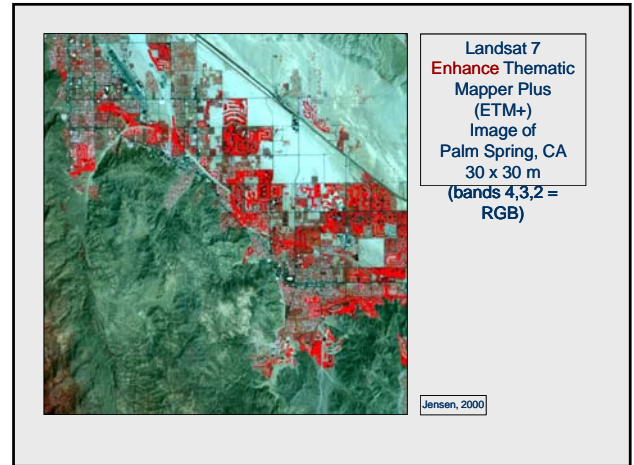 Landsat 7
Enhance Thematic
Mapper Plus
(ETM+)
Image of
Palm Spring, CA
30 x 30 m
(bands 4,3,2 =
RGB)
Jensen, 2000